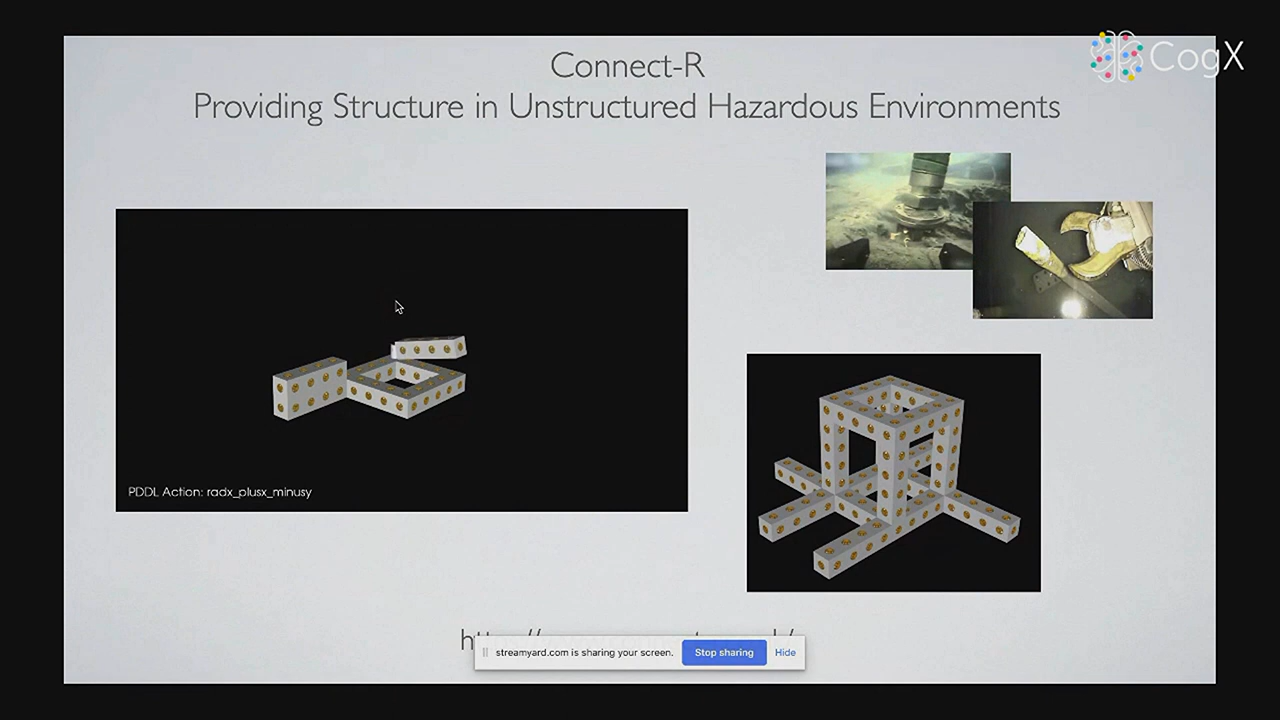 Connect-R
CogX
Providing Structure in Unstructured Hazardous Environments
PDDL Action: radx_plusx_minusy
streamyard.com is sharing your screen.
Stop sharing
Hide